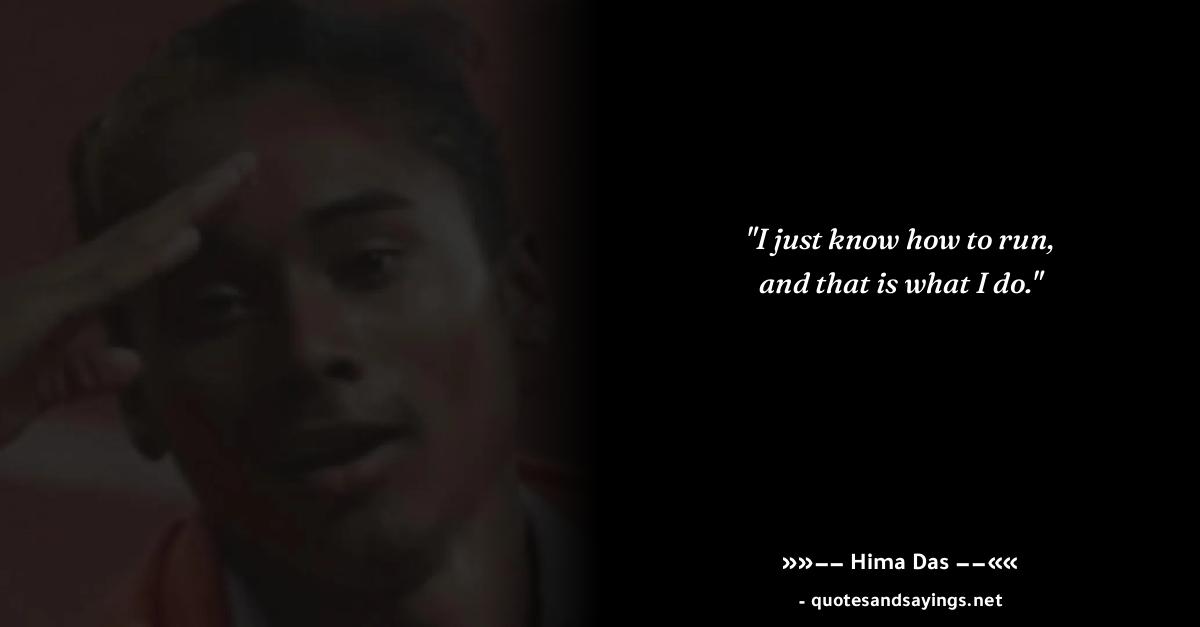 "I just know how to run,
and that is what I do."
»»−− Hima Das −−««
- quotesandsayings.net